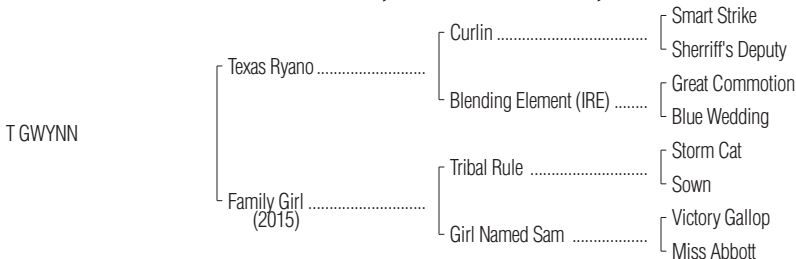 Smart Strike
Curlin ....................................
Sherriff's Deputy
Texas Ryano ..........................
Great Commotion
Blending Element (IRE) ........
Blue Wedding
T GWYNN
Storm Cat
Tribal Rule ............................
Sown
Family Girl ............................
(2015)
Victory Gallop
Girl Named Sam ..................
Miss Abbott